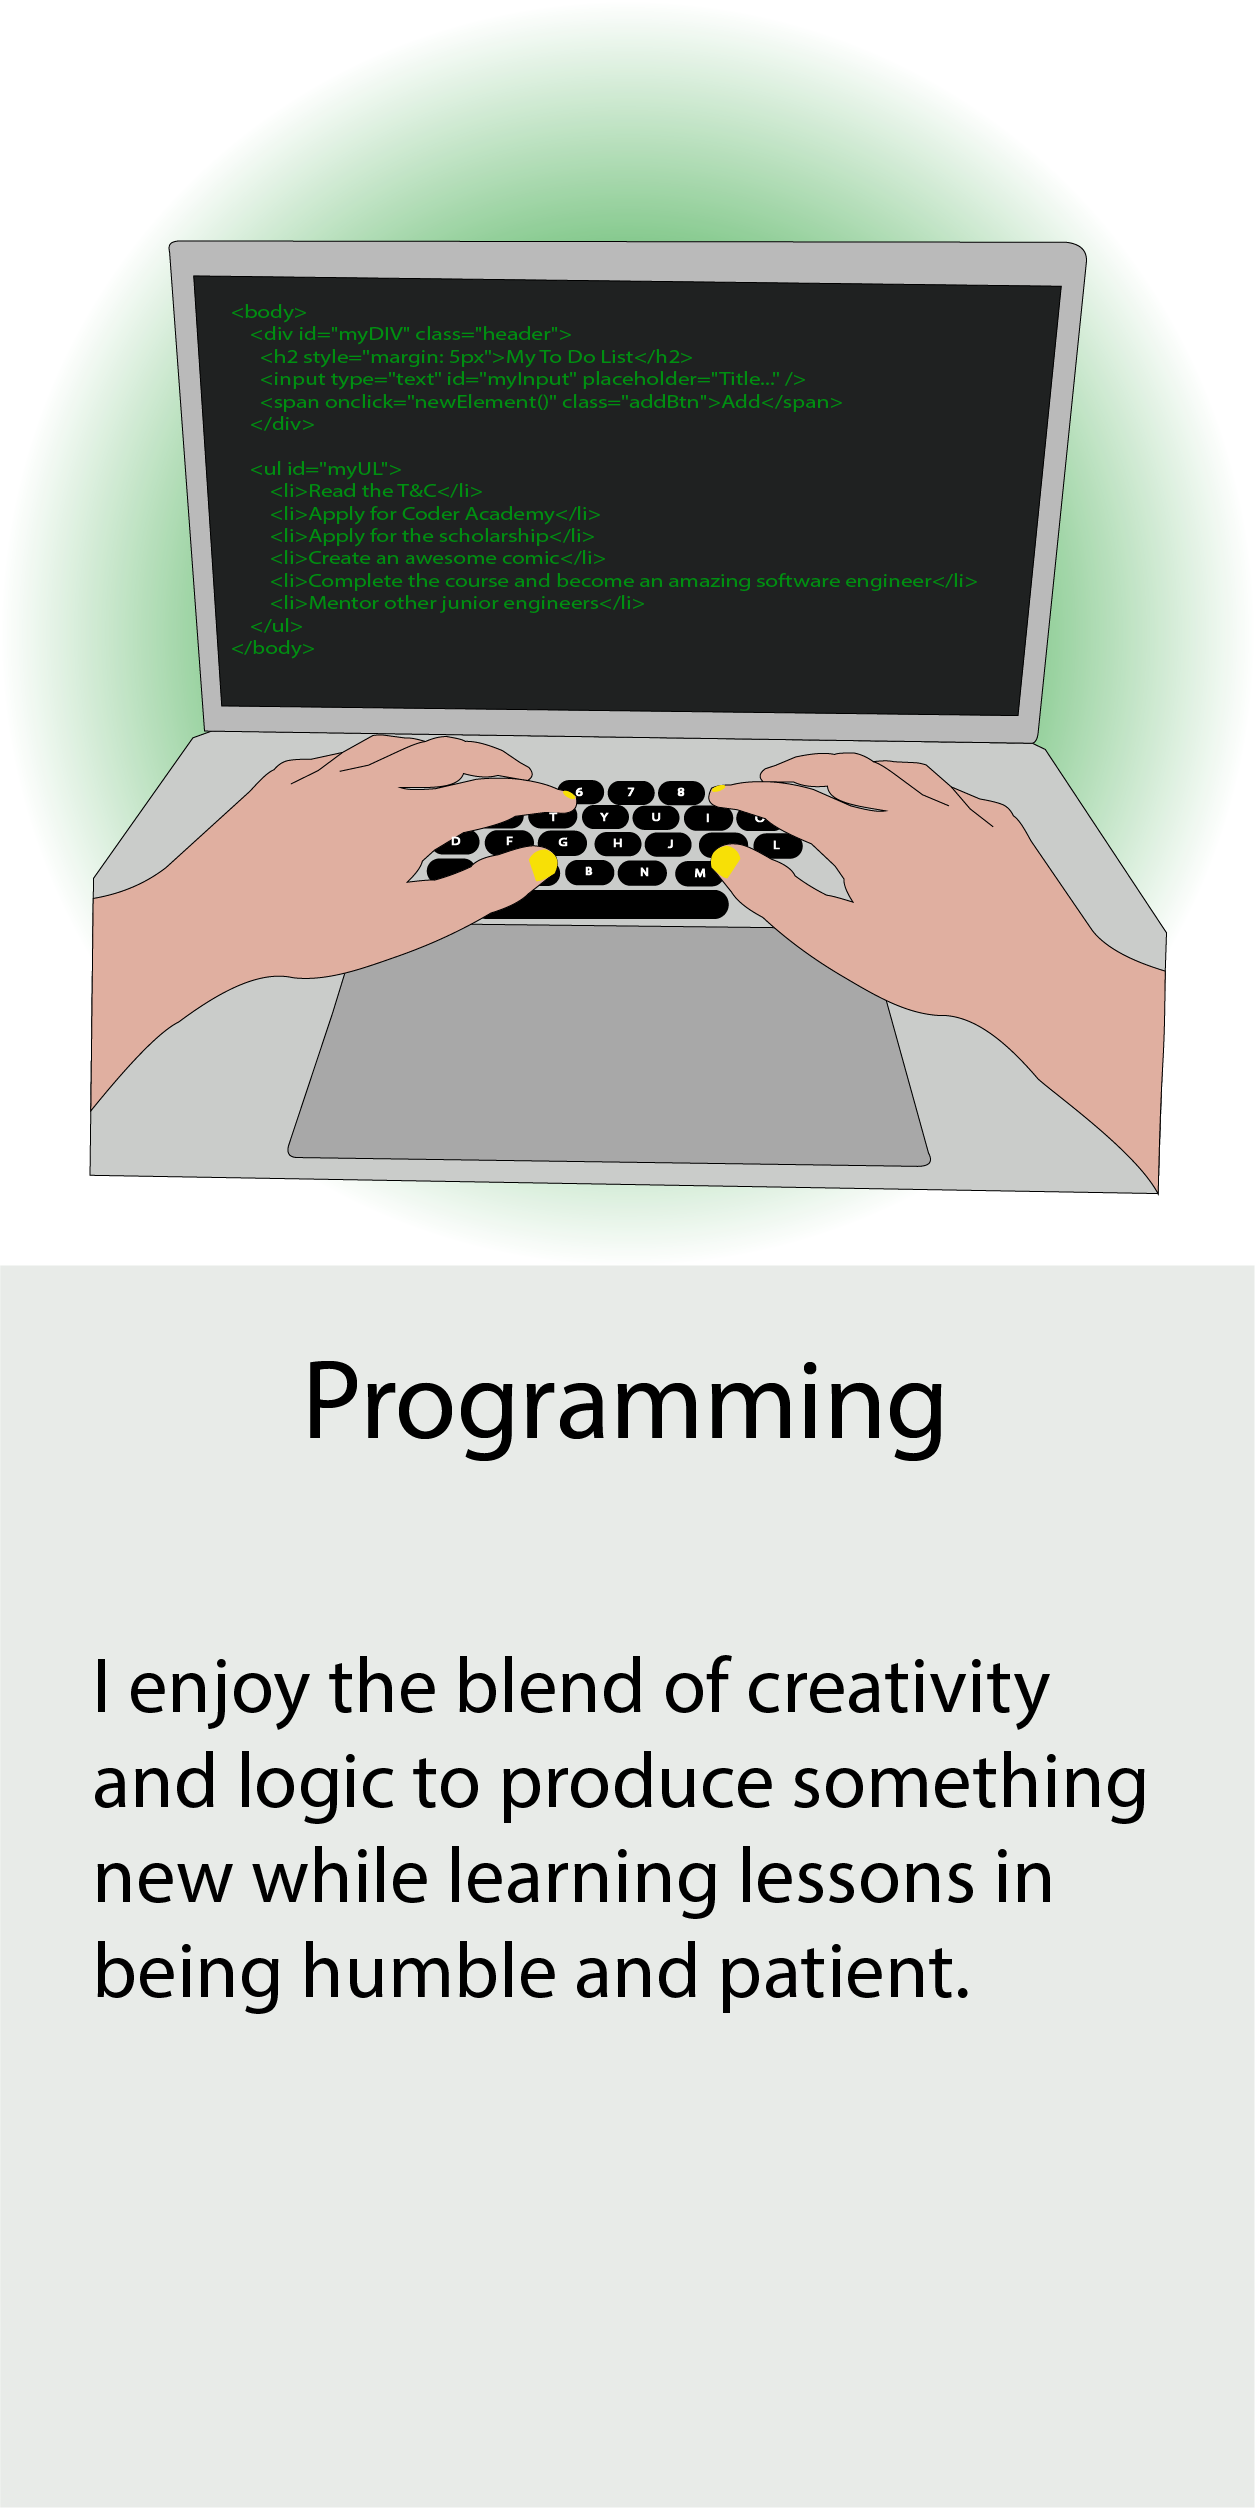 <body>
<div id="myDIV" class="header">
<h2 style="margin: 5px">My To Do List</h2>
<input type="text" id="myInput" placeholder="Title..." />
<span onclick="newElement()" class="addBtn">Add</span>
</div>
<ul id="myUL">
<li>Read the T&C</li>
<li>Apply for Coder Academy</li>
<li>Apply for the scholarship</li>
<li>Create an awesome comic</li>
<li>Complete the course and become an amazing software engineer</li>
<li>Mentor other junior engineers</li>
</ul>
</body>
6 7 8
T Y U I O
D F G H J L
B N M
Programming
I enjoy the blend of creativity
and logic to produce something
new while learning lessons in
being humble and patient.